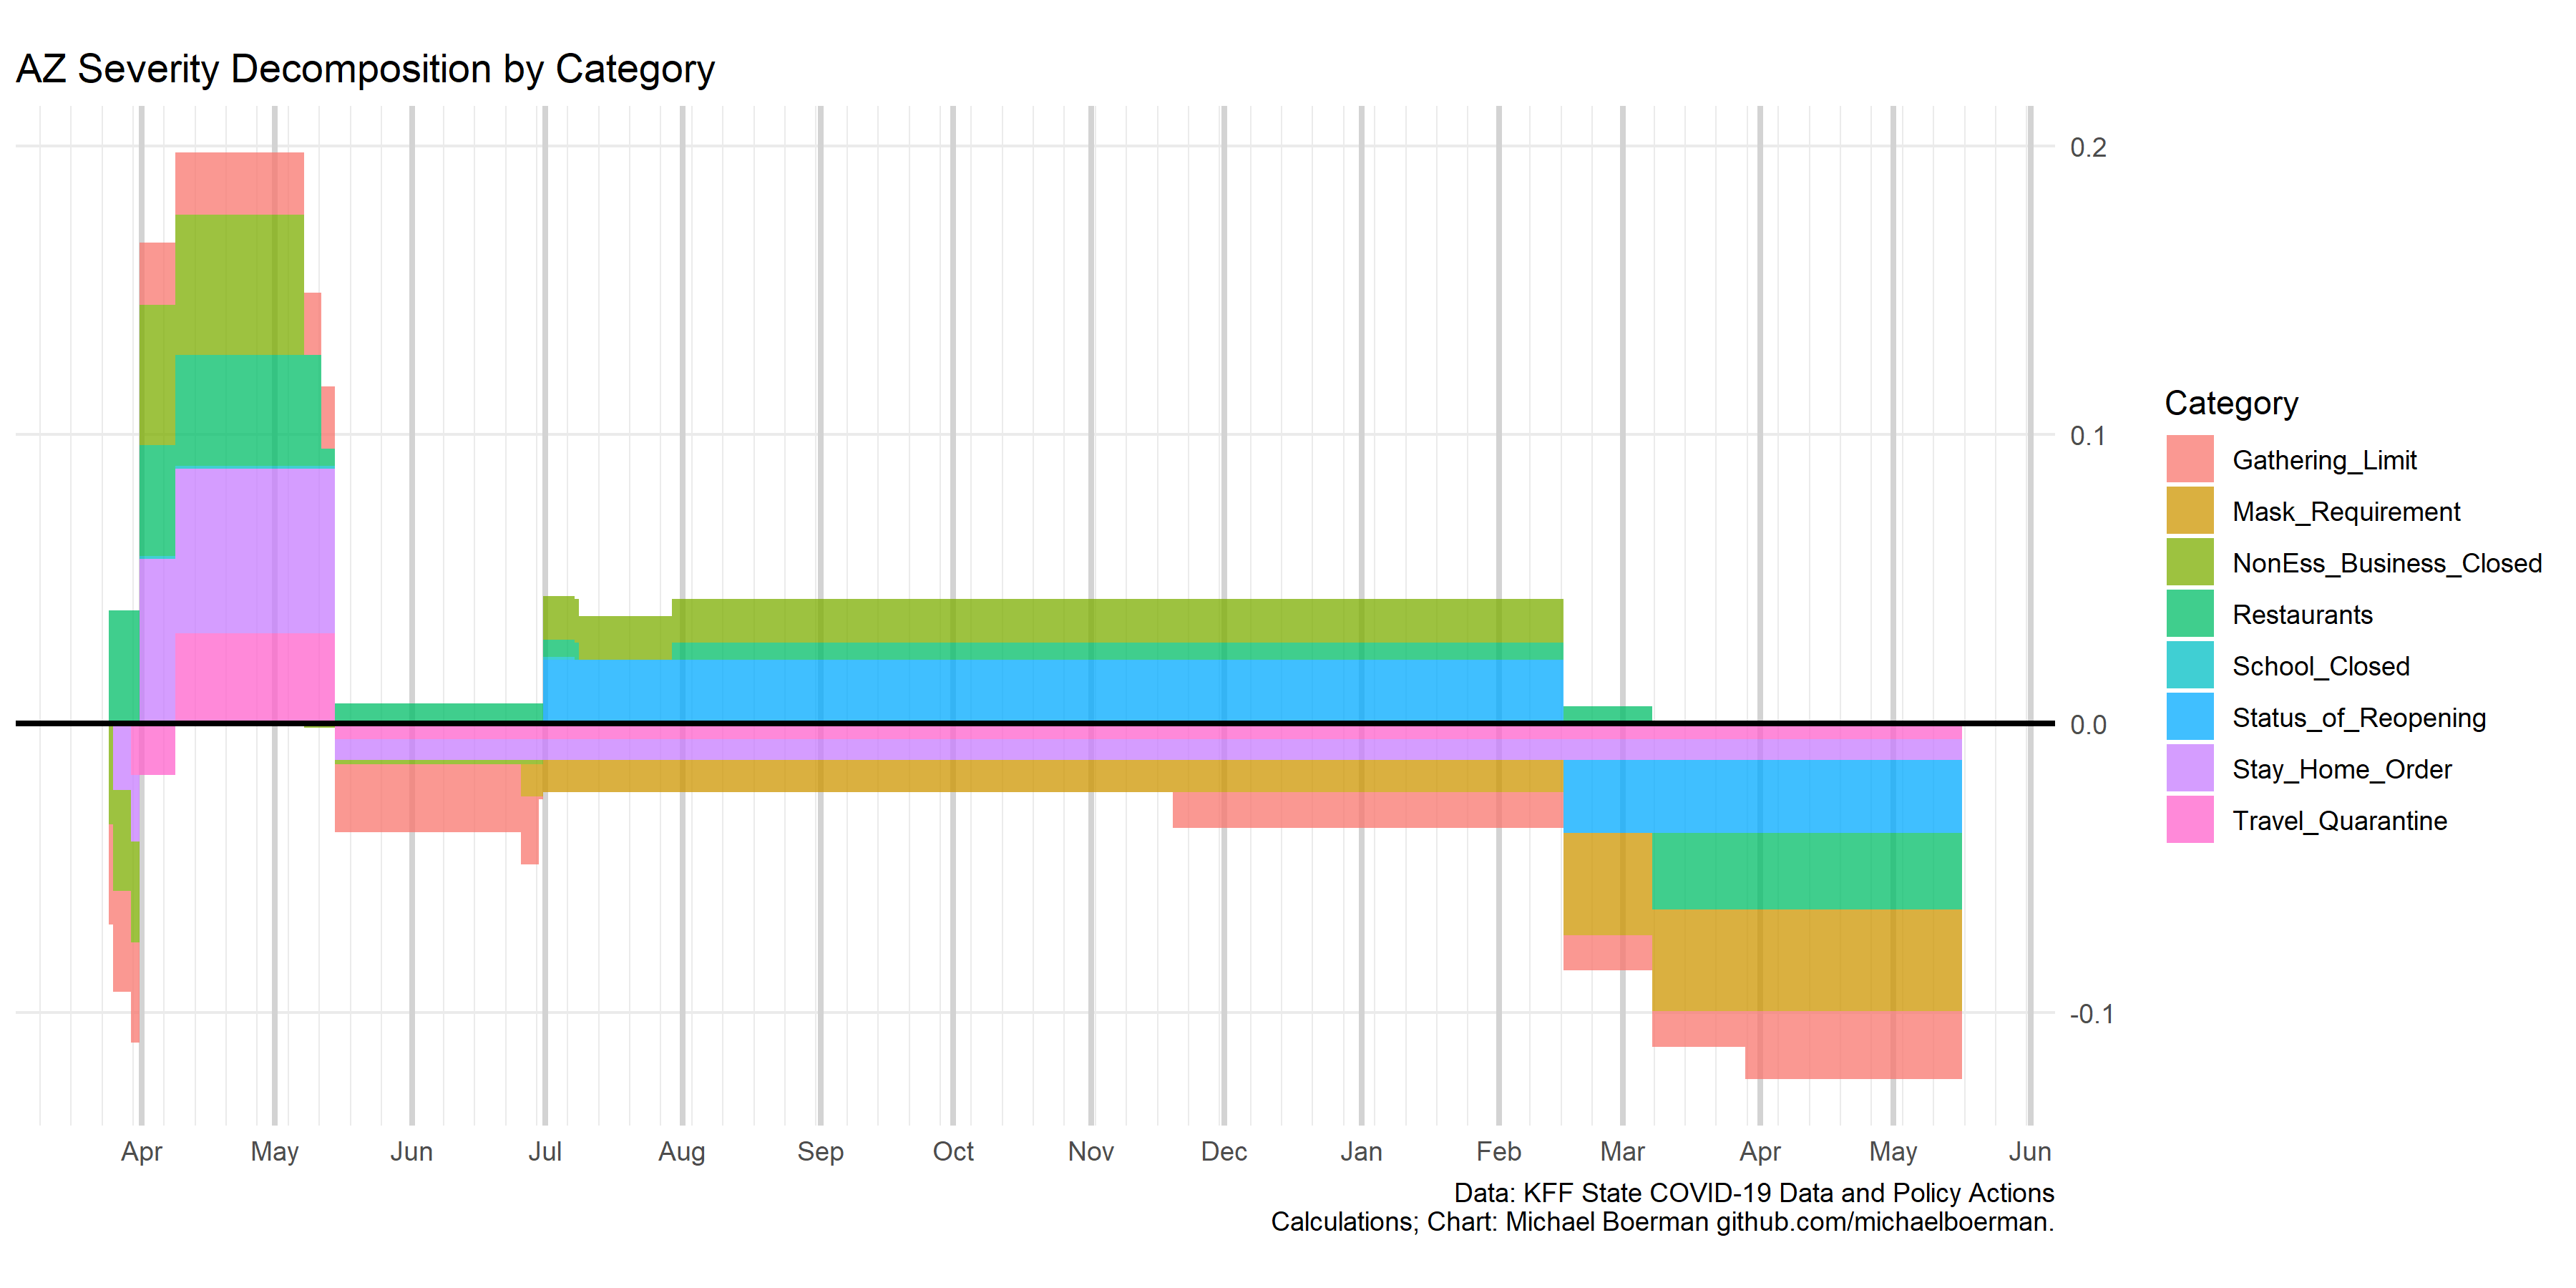 AZ Severity Decomposition by Category
0.2
0.1
0.0
-0.1
Apr May Jun Jul Aug Sep Oct Nov Dec Jan Feb Mar Apr May Jun
Category
Gathering_Limit
Mask_Requirement
NonEss_Business_Closed
Restaurants
School_Closed
Status_of_Reopening
Stay_Home_Order
Travel_Quarantine
Data: KFF State COVID-19 Data and Policy Actions
Calculations; Chart: Michael Boerman github.com/michaelboerman.